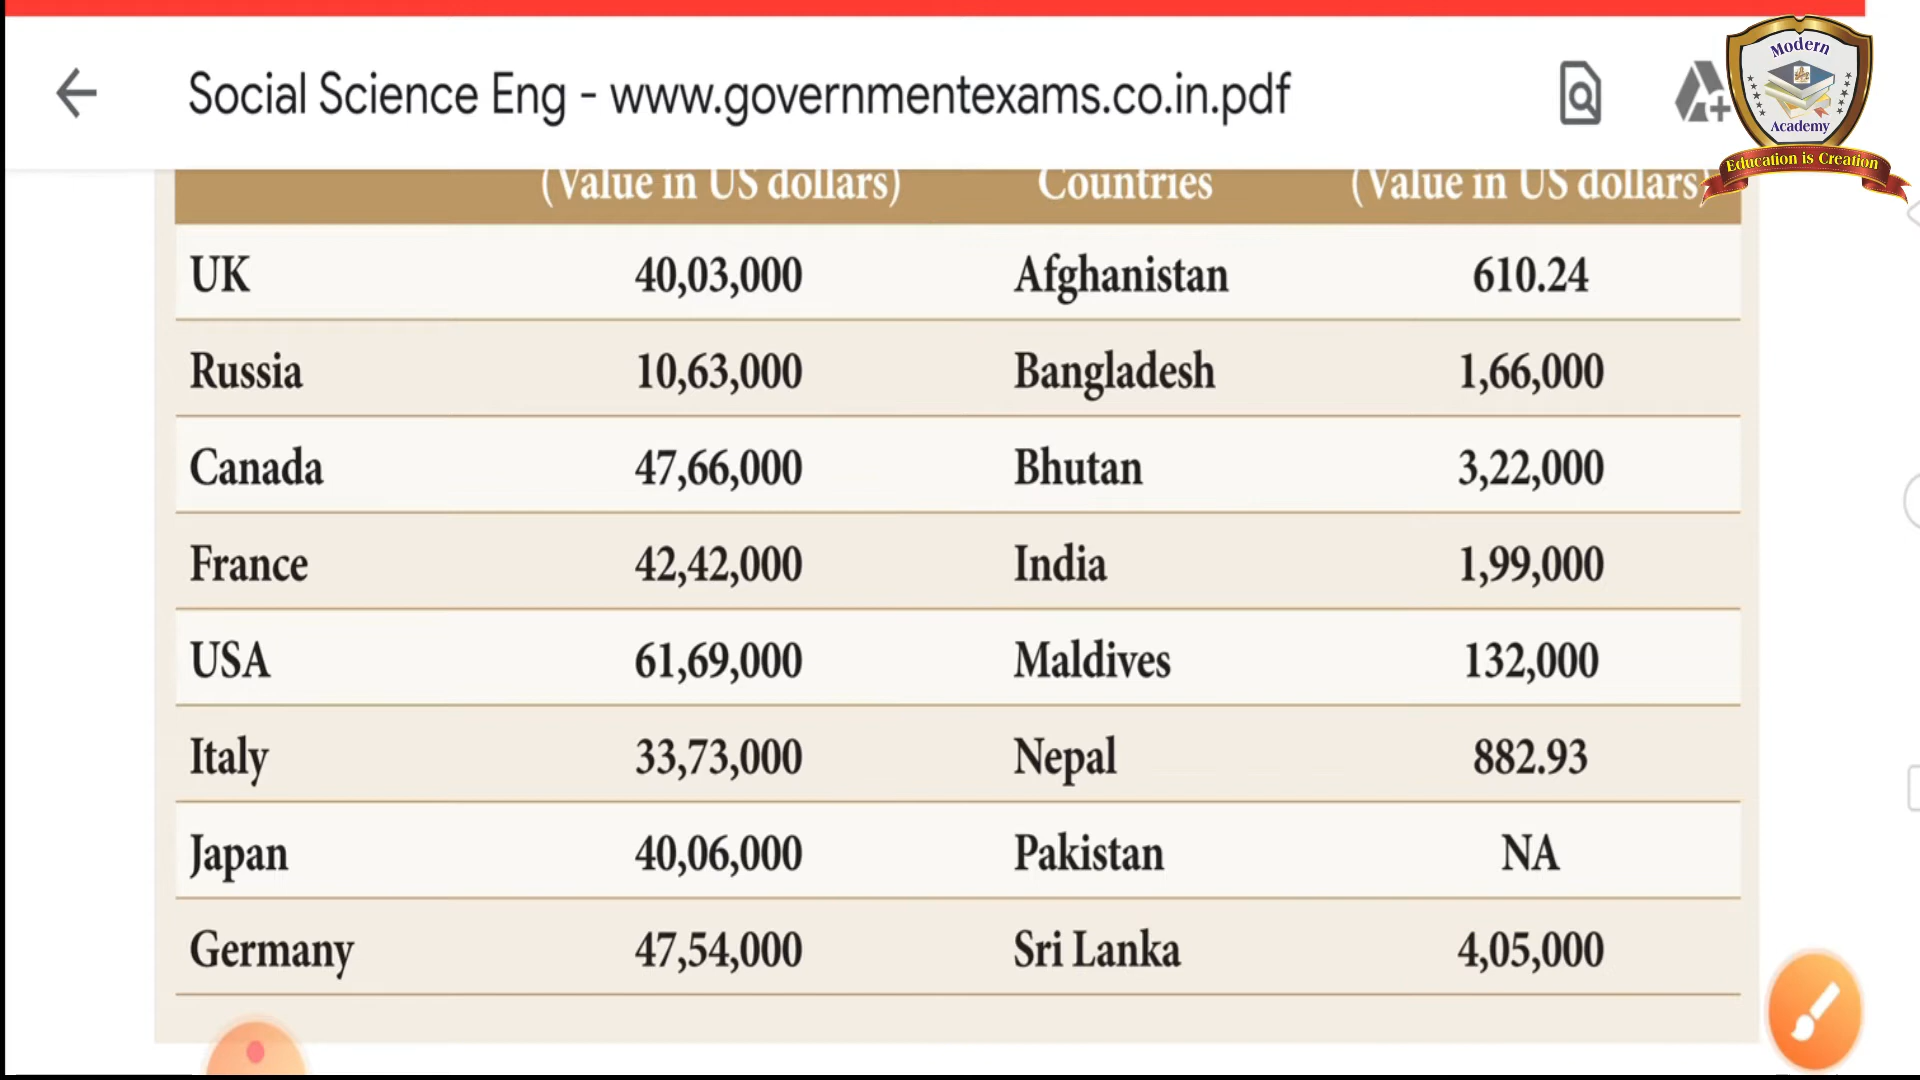 Social Science Eng - www.governmentexams.co.in.pdf
Modern
Academy
Education is Creation
(Value in US dollars) Countries (Value in US dollars)
UK 40,03,000 Afghanistan 610.24
Russia 10,63,000 Bangladesh 1,66,000
Canada 47,66,000 Bhutan 3,22,000
France 42,42,000 India 1,99,000
USA 61,69,000 Maldives 132,000
Italy 33,73,000 Nepal 882.93
Japan 40,06,000 Pakistan NA
Germany 47,54,000 Sri Lanka 4,05,000